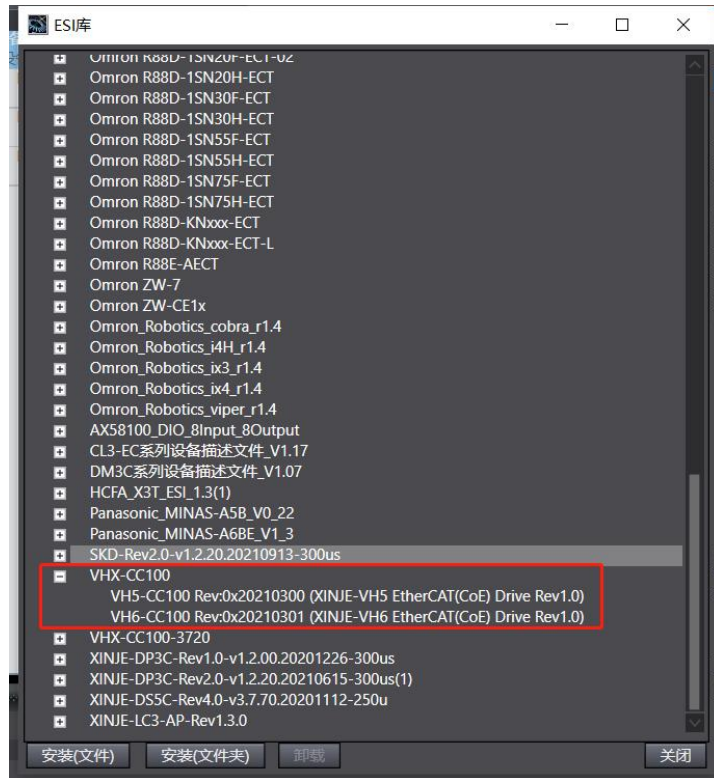 ESI库
Omron R88D-1SN20F-ECT-02
Omron R88D-1SN20H-ECT
Omron R88D-1SN30F-ECT
Omron R88D-1SN30H-ECT
Omron R88D-1SN55F-ECT
Omron R88D-1SN55H-ECT
Omron R88D-1SN75F-ECT
Omron R88D-1SN75H-ECT
Omron R88D-KNxxx-ECT
Omron R88D-KNxxx-ECT-L
Omron R88E-AECT
Omron ZW-7
Omron ZW-CE1x
Omron_Robotics_cobra_r1.4
Omron_Robotics_i4H_r1.4
Omron_Robotics_ix3_r1.4
Omron_Robotics_ix4_r1.4
Omron_Robotics_viper_r1.4
AX58100_DIO_8Input_8Output
CL3-EC系列设备描述文件_V1.17
DM3C系列设备描述文件_V1.07
HCFA_X3T_ESI_1.3(1)
Panasonic_MINAS-A5B_V0_22
Panasonic_MINAS-A6BE_V1_3
SKD-Rev2.0-v1.2.20.20210913-300us
VHX-CC100
VH5-CC100 Rev:0x20210300 (XINJE-VH5 EtherCAT(CoE) Drive Rev1.0)
VH6-CC100 Rev:0x20210301 (XINJE-VH6 EtherCAT(CoE) Drive Rev1.0)
VHX-CC100-3720
XINJE-DP3C-Rev1.0-v1.2.00.20201226-300us
XINJE-DP3C-Rev2.0-v1.2.20.20210615-300us(1)
XINJE-DS5C-Rev4.0-v3.7.70.20201112-250u
XINJE-LC3-AP-Rev1.3.0
安装(文件) 安装(文件夹) 卸载 关闭